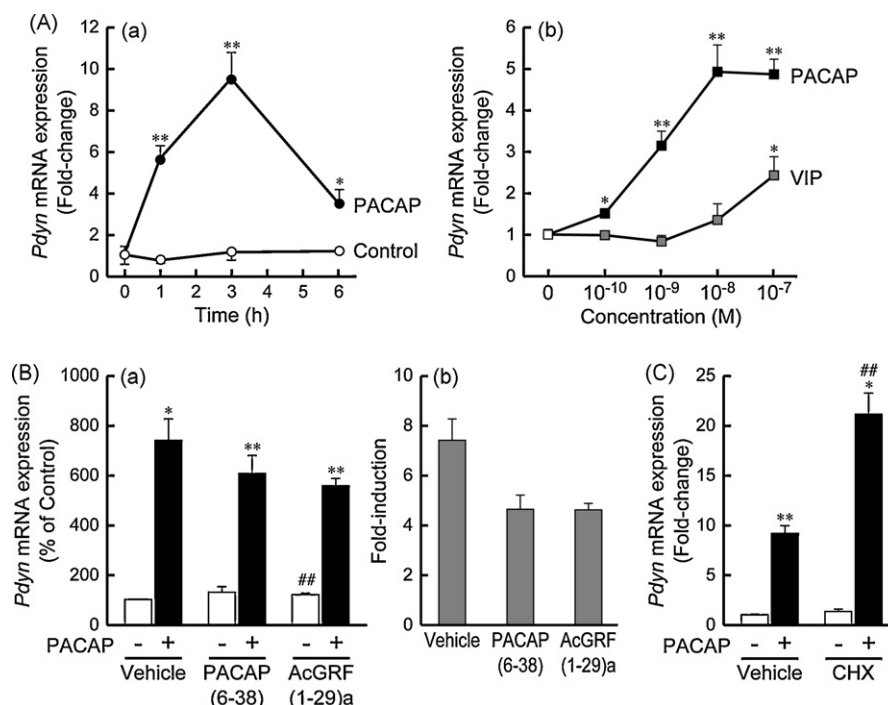 (A) (a)
Pdyn mRNA expression
(Fold-change)
12
10
8
6
4
2
0
**
**
*
PACAP
Control
0 1 2 3 4 5 6
Time (h)
(b)
Pdyn mRNA expression
(Fold-change)
6
5
4
3
2
1
0
*
**
**
**
PACAP
*
VIP
0 10-10 10-9 10-8 10-7
Concentration (M)
(B) (a)
Pdyn mRNA expression
(% of Control)
1000
800
600
400
200
0
*
**
##
**
PACAP - + - + - +
Vehicle PACAP AcGRF
(6-38) (1-29)a
(b)
Fold-induction
10
8
6
4
2
0
Vehicle PACAP AcGRF
(6-38) (1-29)a
(C)
Pdyn mRNA expression
(Fold-change)
25
20
15
10
5
0
**
##
*
PACAP - + - +
Vehicle CHX